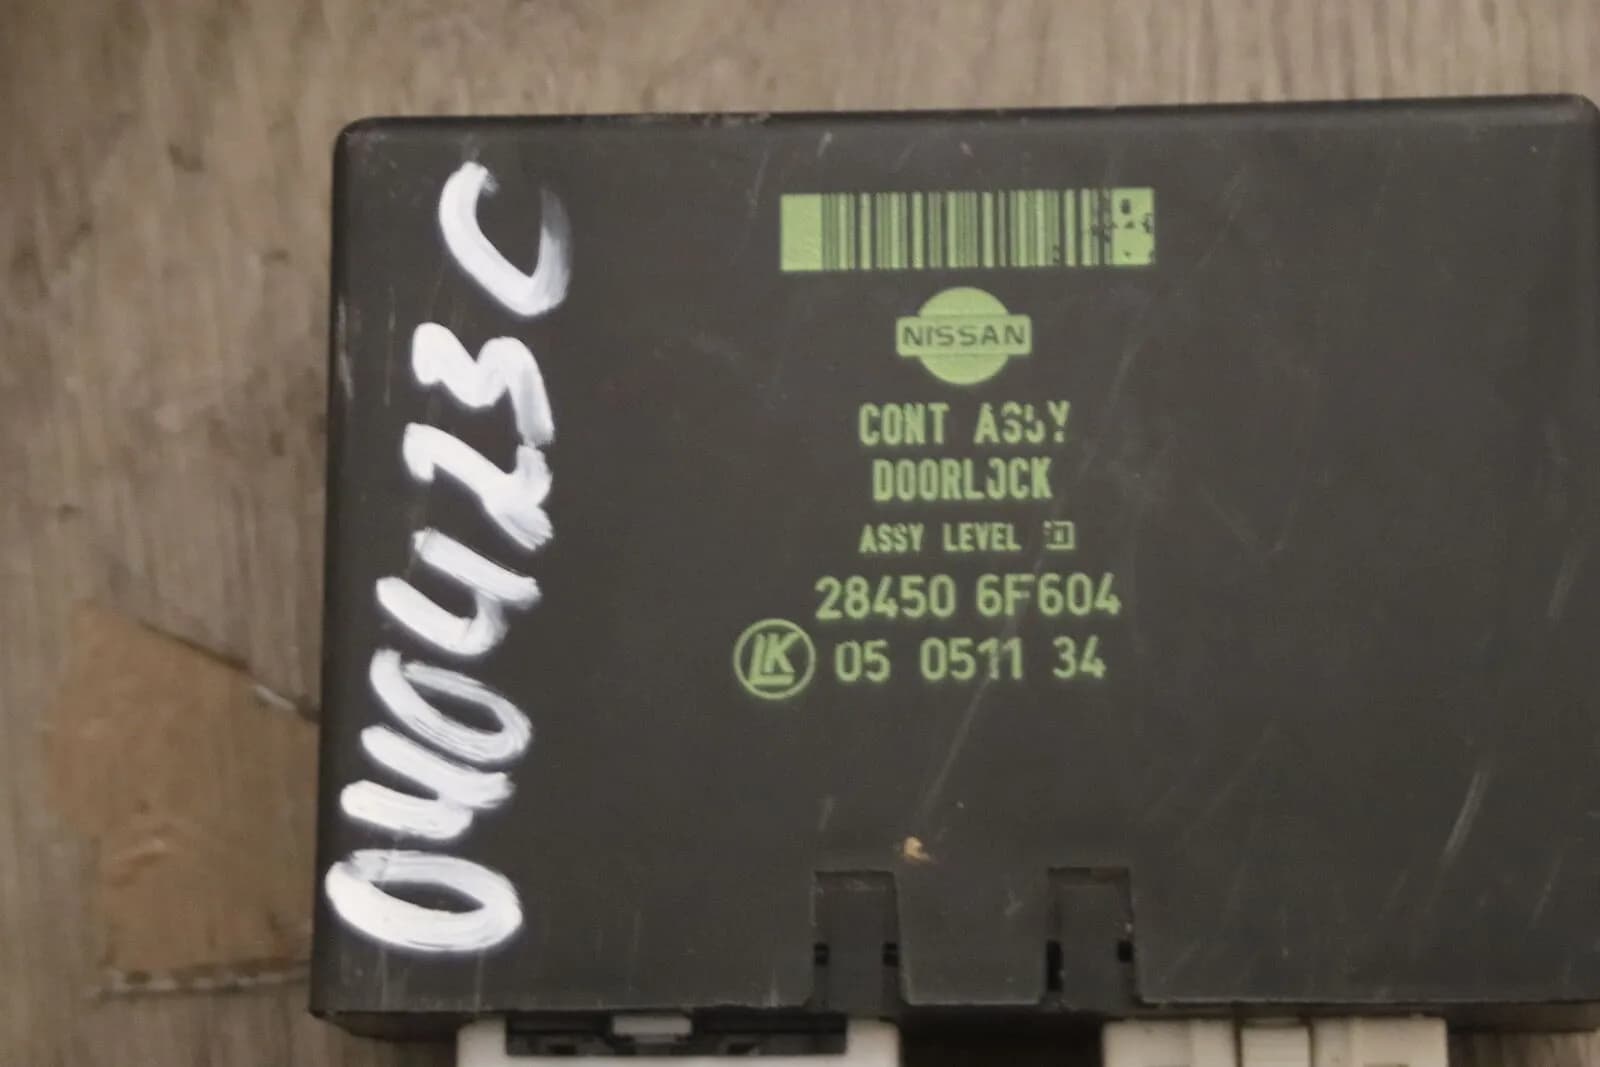 NISSAN
CONT ASSY
DOORLOCK
ASSY LEVEL
28450 6F604
LK 05 0511 34
040423C